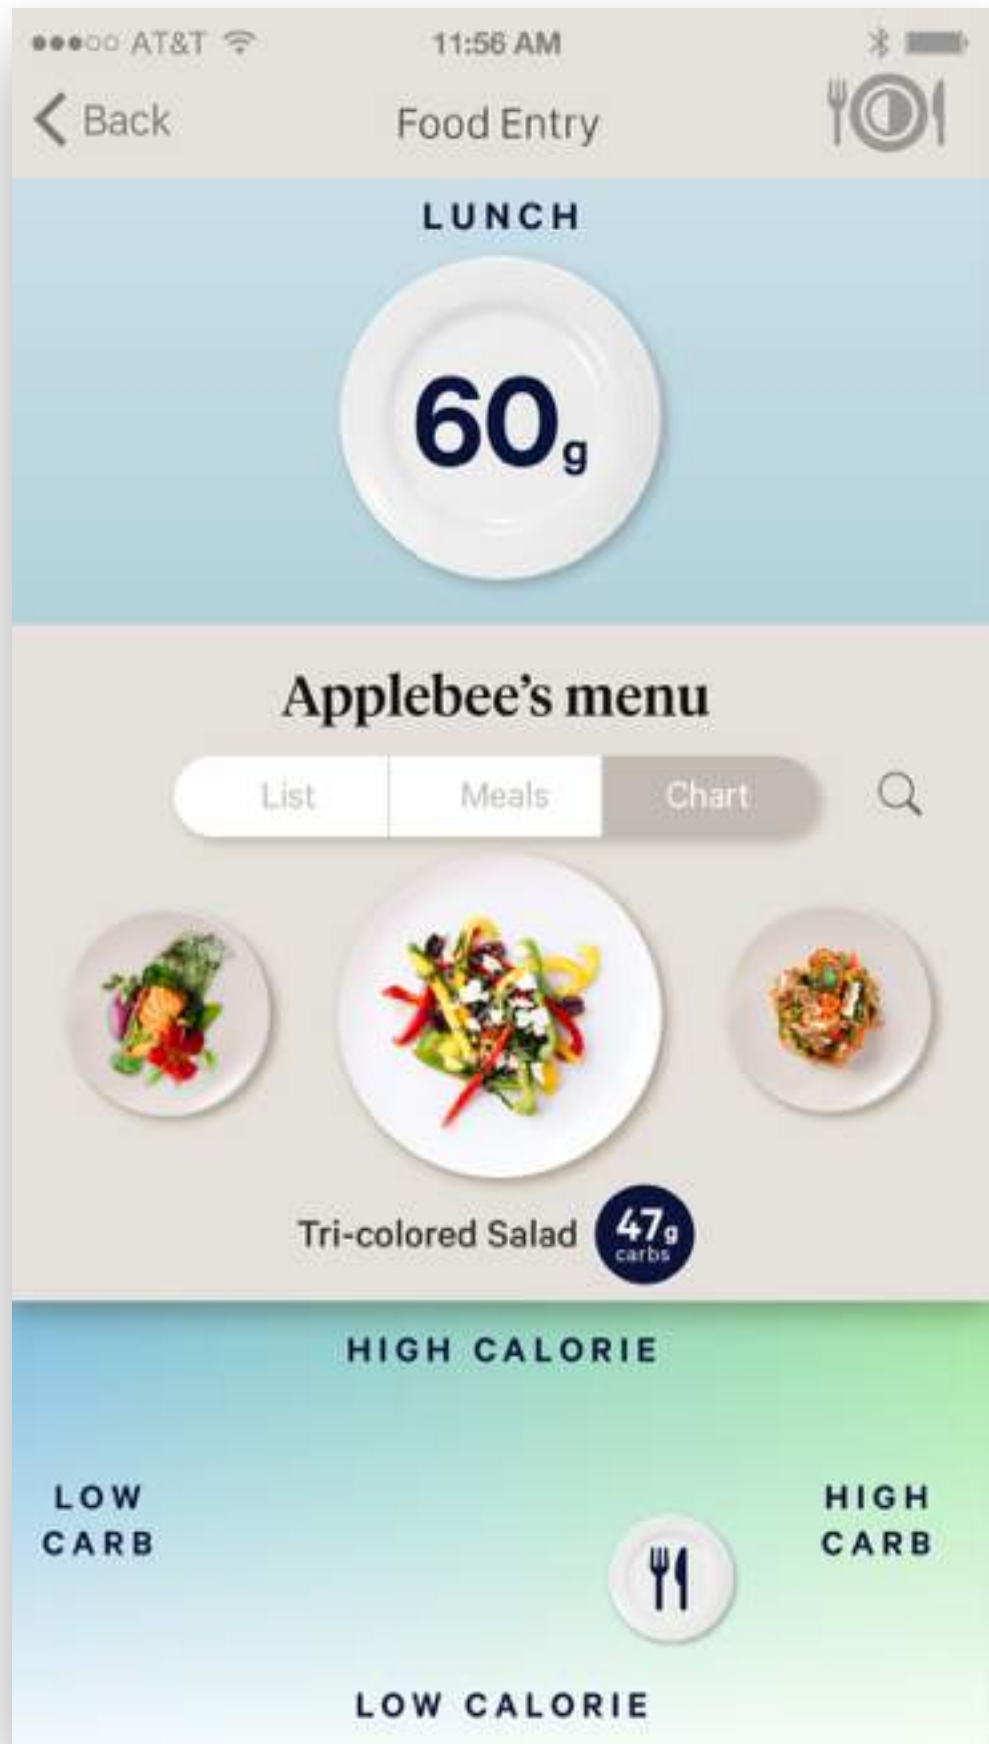 AT&T
11:56 AM
Back
Food Entry
LUNCH
60g
Applebee's menu
List
Meals
Chart
Tri-colored Salad
47g
carbs
HIGH CALORIE
LOW
CARB
HIGH
CARB
LOW CALORIE